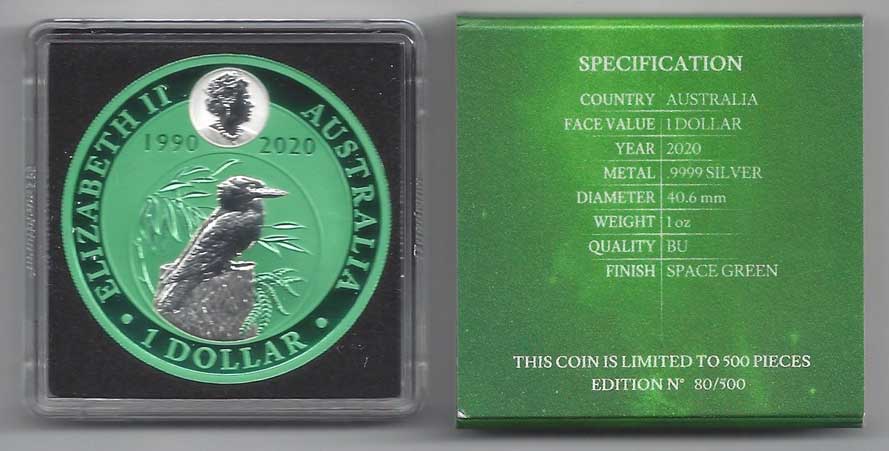 ELIZABETH II
AUSTRALIA
1990 2020
• 1 DOLLAR •
SPECIFICATION
COUNTRY AUSTRALIA
FACE VALUE 1 DOLLAR
YEAR 2020
METAL .9999 SILVER
DIAMETER 40.6 mm
WEIGHT 1 oz
QUALITY BU
FINISH SPACE GREEN
THIS COIN IS LIMITED TO 500 PIECES
EDITION N° 80/500